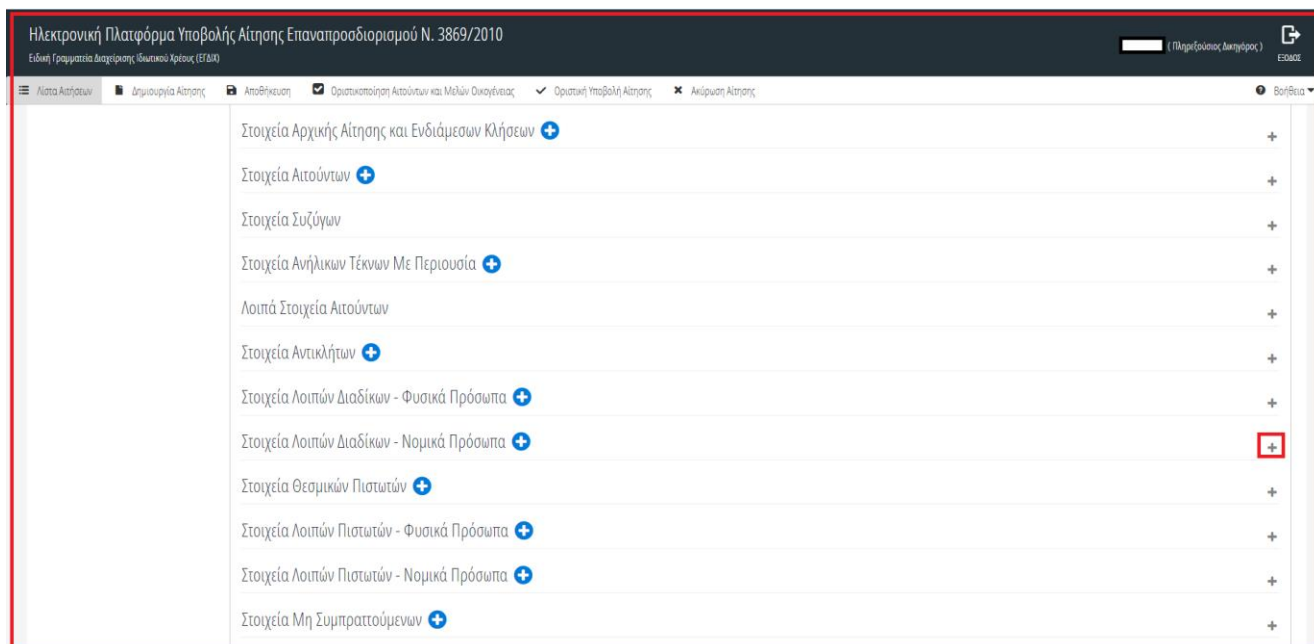 Ηλεκτρονική Πλατφόρμα Υποβολής Αίτησης Επαναπροσδιορισμού Ν. 3869/2010
Ειδική Γραμματεία Διαχείρισης Ιδιωτικού Χρέους (ΕΓΔΙΧ)
( Πληρεξούσιος Δικηγόρος )
ΕΞΟΔΟΣ
Λίστα Αιτήσεων Δημιουργία Αίτησης Αποθήκευση Οριστικοποίηση Αιτούντων και Μελών Οικογένειας Οριστική Υποβολή Αίτησης Ακύρωση Αίτησης Βοήθεια
Στοιχεία Αρχικής Αίτησης και Ενδιάμεσων Κλήσεων
Στοιχεία Αιτούντων
Στοιχεία Συζύγων
Στοιχεία Ανήλικων Τέκνων Με Περιουσία
Λοιπά Στοιχεία Αιτούντων
Στοιχεία Αντικλήτων
Στοιχεία Λοιπών Διαδίκων - Φυσικά Πρόσωπα
Στοιχεία Λοιπών Διαδίκων - Νομικά Πρόσωπα
Στοιχεία Θεσμικών Πιστωτών
Στοιχεία Λοιπών Πιστωτών - Φυσικά Πρόσωπα
Στοιχεία Λοιπών Πιστωτών - Νομικά Πρόσωπα
Στοιχεία Μη Συμπραττούμενων